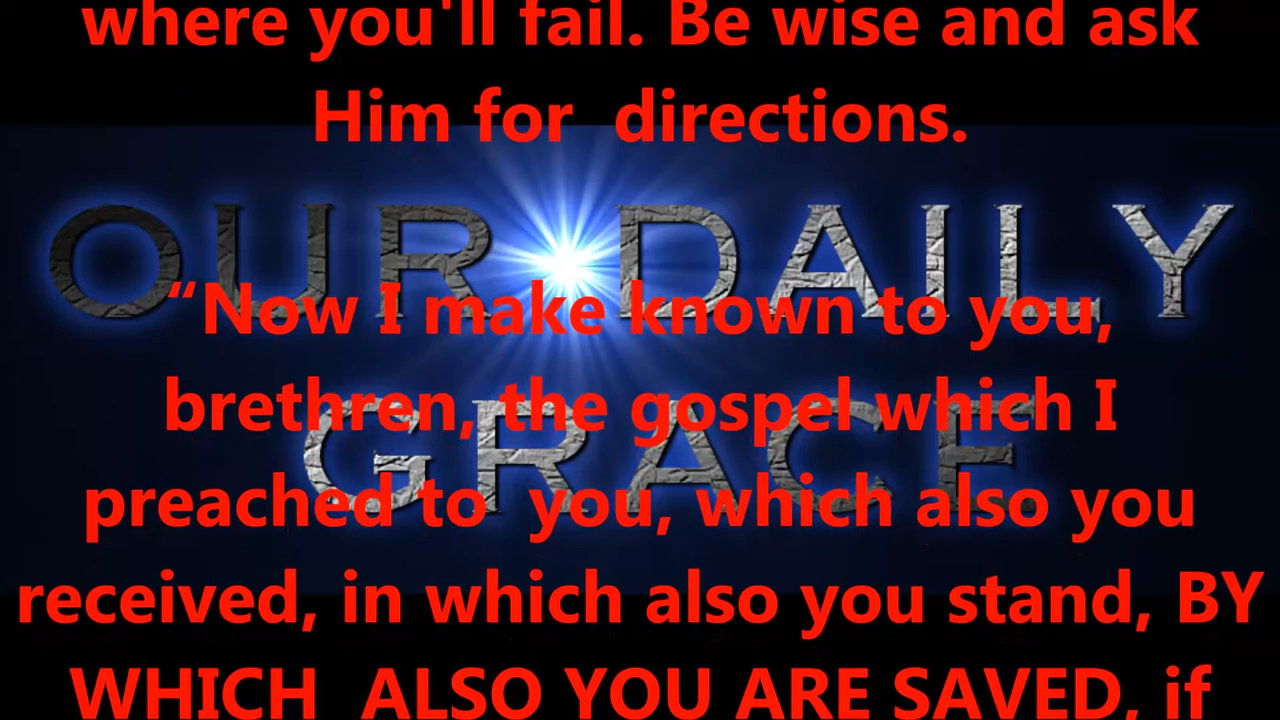 where you'll fail. Be wise and ask
Him for directions.
OUR DAILY
“Now I make known to you,
brethren, the gospel which I
GRACE
preached to you, which also you
received, in which also you stand, BY
WHICH ALSO YOU ARE SAVED, if